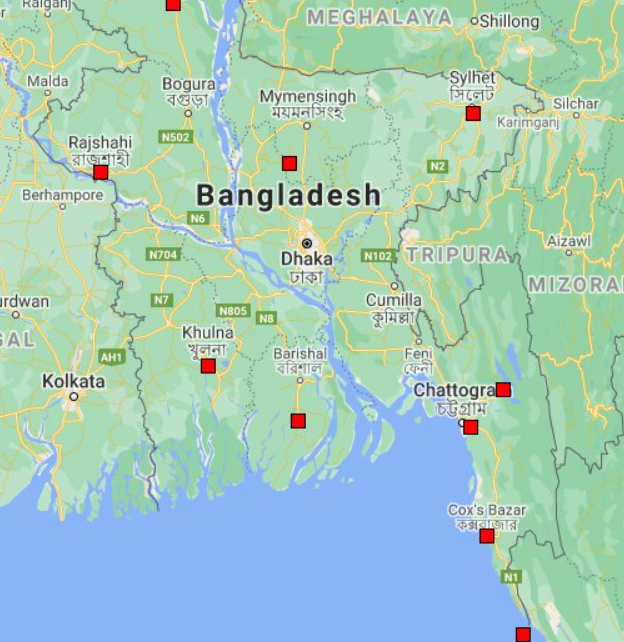 Raiganj
MEGHALAYA
Shillong
Malda
Bogura
বগুড়া
Mymensingh
ময়মনসিংহ
Sylhet
সিলেট
Silchar
Karimganj
N502
Rajshahi
রাজশাহী
N2
Berhampore
Bangladesh
N6
Dhaka
ঢাকা
N704
N102
TRIPURA
Aizawl
MIZORA
N7
N805
N8
Cumilla
কুমিল্লা
urdwan
Khulna
খুলনা
GAL
AH1
Barishal
বরিশাল
Feni
ফেনী
Kolkata
Chattogra
চট্টগ্রাম
Cox's Bazar
কক্সবাজার
N1